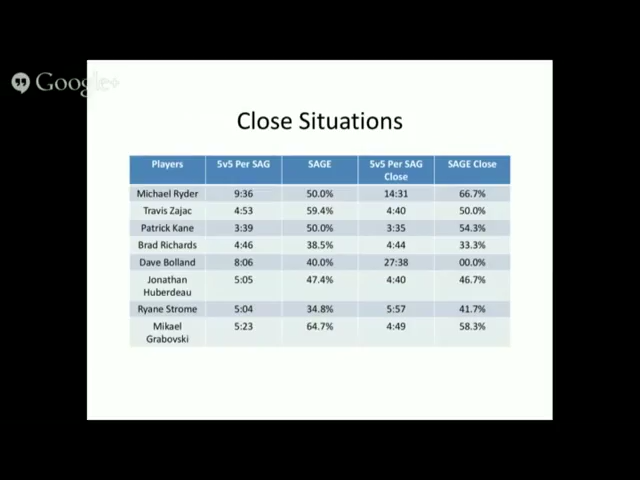 Google+
Close Situations
Players 5v5 Per SAG SAGE 5v5 Per SAG Close SAGE Close
Michael Ryder 9:36 50.0% 14:31 66.7%
Travis Zajac 4:53 59.4% 4:40 50.0%
Patrick Kane 3:39 50.0% 3:35 54.3%
Brad Richards 4:46 38.5% 4:44 33.3%
Dave Bolland 8:06 40.0% 27:38 00.0%
Jonathan Huberdeau 5:05 47.4% 4:40 46.7%
Ryane Strome 5:04 34.8% 5:57 41.7%
Mikael Grabovski 5:23 64.7% 4:49 58.3%